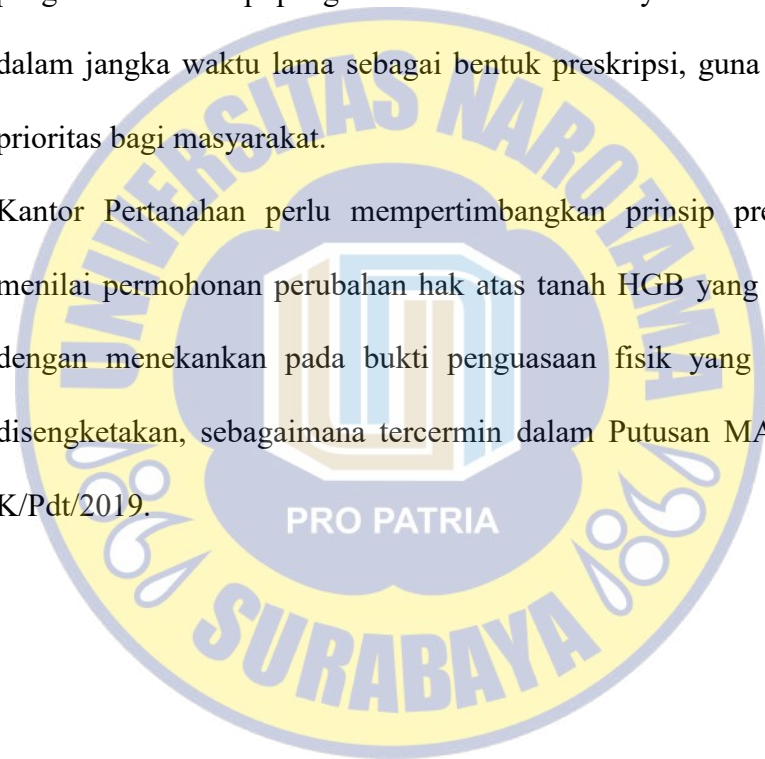 dalam jangka waktu lama sebagai bentuk preskripsi, guna
prioritas bagi masyarakat.
Kantor Pertanahan perlu mempertimbangkan prinsip pre
menilai permohonan perubahan hak atas tanah HGB yang
dengan menekankan pada bukti penguasaan fisik yang
disengketakan, sebagaimana tercermin dalam Putusan MA
K/Pdt/2019.
UNIVERSITAS NAROTAMA
PRO PATRIA
SURABAYA